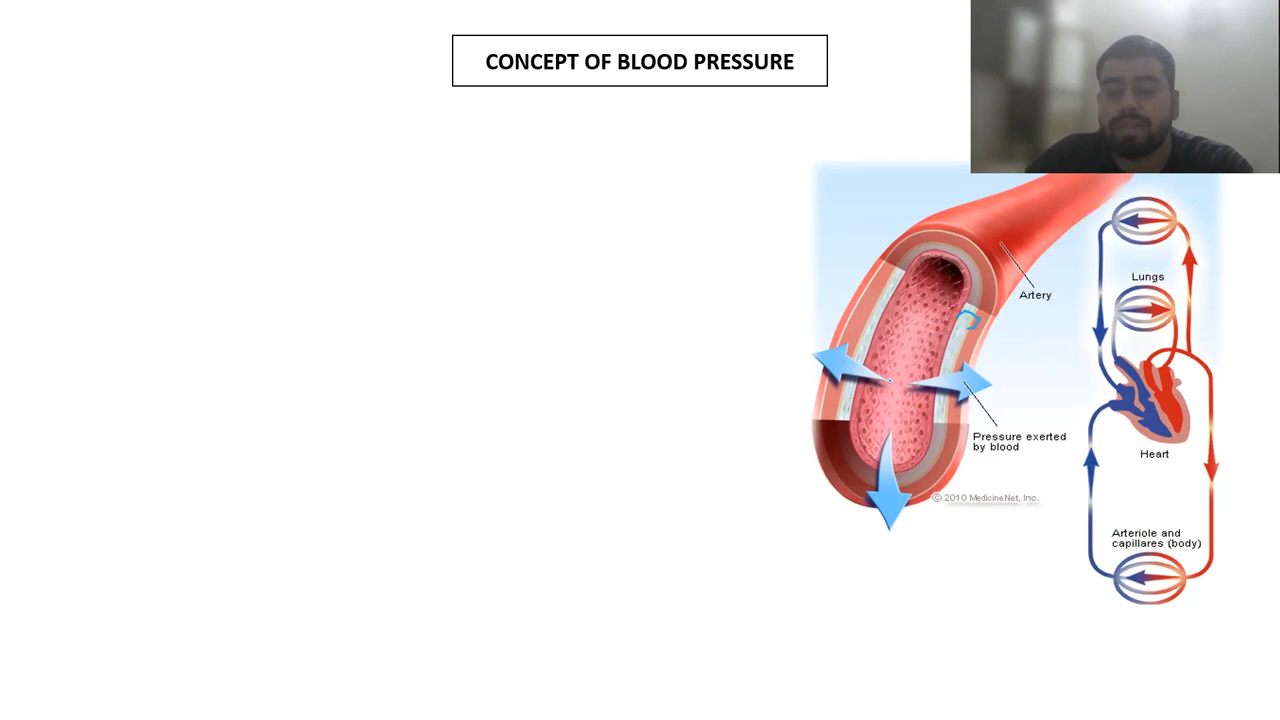 CONCEPT OF BLOOD PRESSURE
Lungs
Artery
Pressure exerted
by blood
Heart
© 2010 MedicineNet, Inc.
Arteriole and
capillares (body)